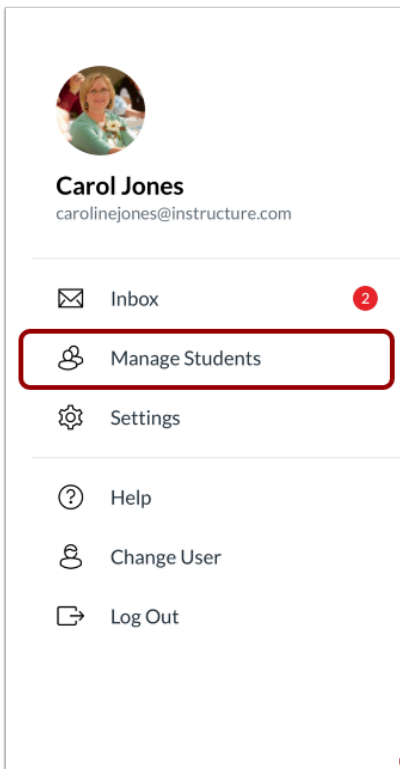 Carol Jones
carolinejones@instructure.com
Inbox 2
Manage Students
Settings
Help
Change User
Log Out